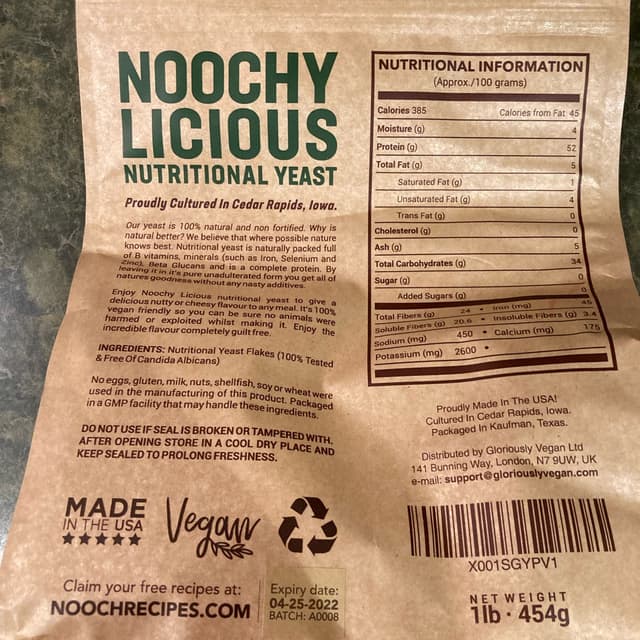 NOOCHY
LICIOUS
NUTRITIONAL YEAST
Proudly Cultured In Cedar Rapids, Iowa.
Our yeast is 100% natural and non fortified. Why is
natural better? We believe that where possible nature
knows best. Nutritional yeast is naturally packed full
of B vitamins, minerals (such as Iron, Selenium and
Zinc), Beta Glucans and is a complete protein. By
leaving it in it's pure unadulterated form you get all of
natures goodness without any nasty additives.
Enjoy Noochy Licious nutritional yeast to give a
delicious nutty or cheesy flavour to any meal. It's 100%
vegan friendly so you can be sure no animals were
harmed or exploited whilst making it. Enjoy the
incredible flavour completely guilt free.
INGREDIENTS: Nutritional Yeast Flakes (100% Tested
& Free Of Candida Albicans)
No eggs, gluten, milk, nuts, shellfish, soy or wheat were
used in the manufacturing of this product. Packaged
in a GMP facility that may handle these ingredients.
DO NOT USE IF SEAL IS BROKEN OR TAMPERED WITH.
AFTER OPENING STORE IN A COOL DRY PLACE AND
KEEP SEALED TO PROLONG FRESHNESS.
MADE
IN THE USA
Vegan
Claim your free recipes at:
NOOCHRECIPES.COM
Expiry date:
04-25-2022
BATCH: A0008
NUTRITIONAL INFORMATION
(Approx./100 grams)
Calories 385 Calories from Fat 45
Moisture (g) 4
Protein (g) 52
Total Fat (g) 5
Saturated Fat (g) 1
Unsaturated Fat (g) 4
Trans Fat (g) 0
Cholesterol (g) 0
Ash (g) 5
Total Carbohydrates (g) 34
Sugar (g) 0
Added Sugars (g) 0
Total Fibers (g) 24 • Iron (mg) 45
Soluble Fibers (g) 20.6 • Insoluble Fibers (g) 3.4
Sodium (mg) 450 • Calcium (mg) 175
Potassium (mg) 2600 •
Proudly Made In The USA!
Cultured In Cedar Rapids, Iowa.
Packaged In Kaufman, Texas.
Distributed by Gloriously Vegan Ltd
141 Bunning Way, London, N7 9UW, UK
e-mail: support@gloriouslyvegan.com
X001SGYPV1
NET WEIGHT
1lb · 454g